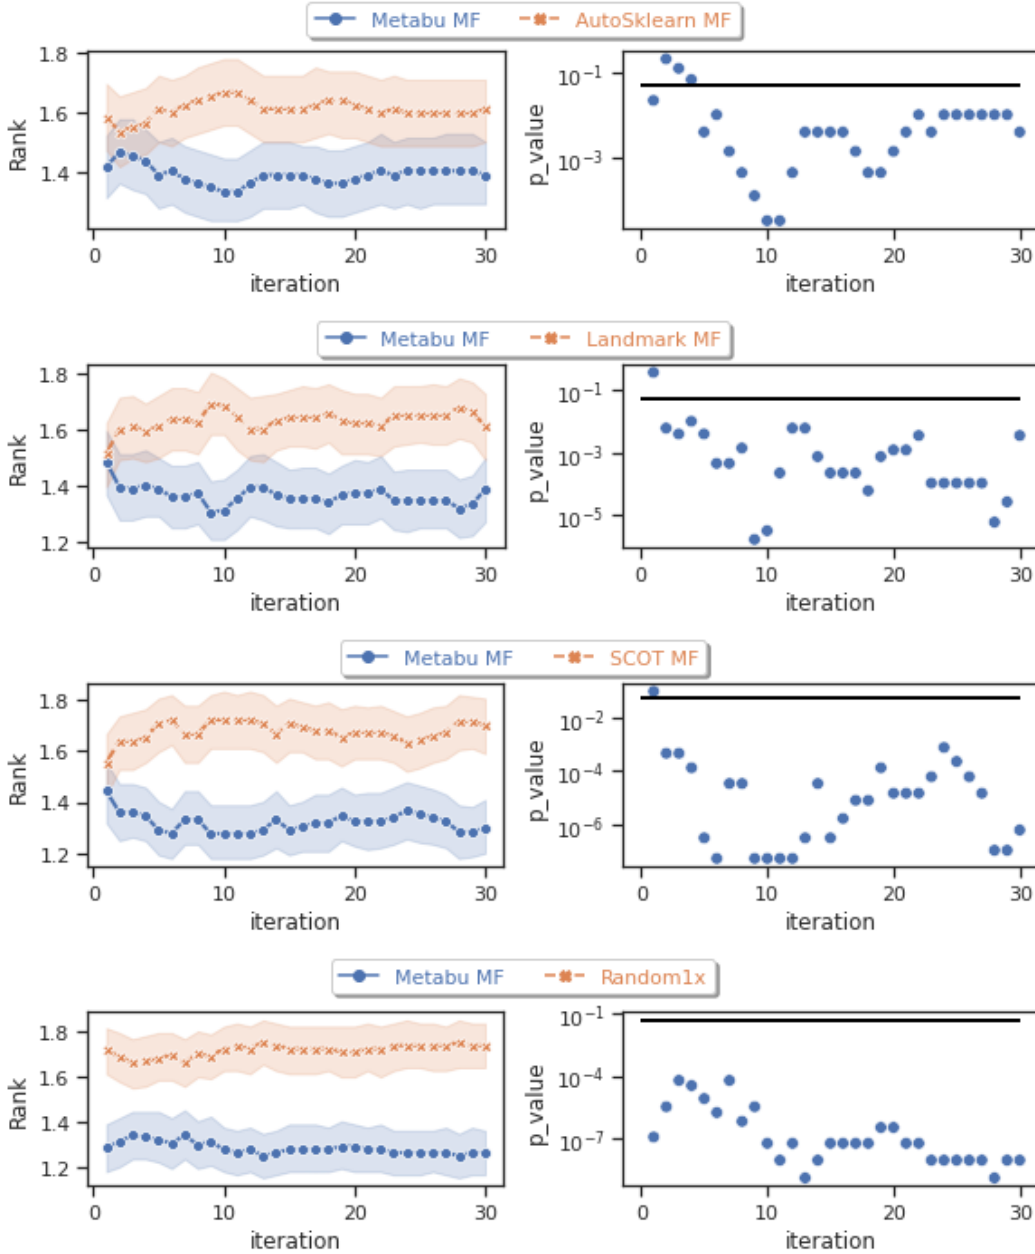 Metabu MF AutoSklearn MF
1.8
1.6
1.4
Rank
0 10 20 30
iteration
10⁻¹
10⁻³
p_value
0 10 20 30
iteration
Metabu MF Landmark MF
1.8
1.6
1.4
1.2
Rank
0 10 20 30
iteration
10⁻¹
10⁻³
10⁻⁵
p_value
0 10 20 30
iteration
Metabu MF SCOT MF
1.8
1.6
1.4
1.2
Rank
0 10 20 30
iteration
10⁻²
10⁻⁴
10⁻⁶
p_value
0 10 20 30
iteration
Metabu MF Random1x
1.8
1.6
1.4
1.2
Rank
0 10 20 30
iteration
10⁻¹
10⁻⁴
10⁻⁷
p_value
0 10 20 30
iteration